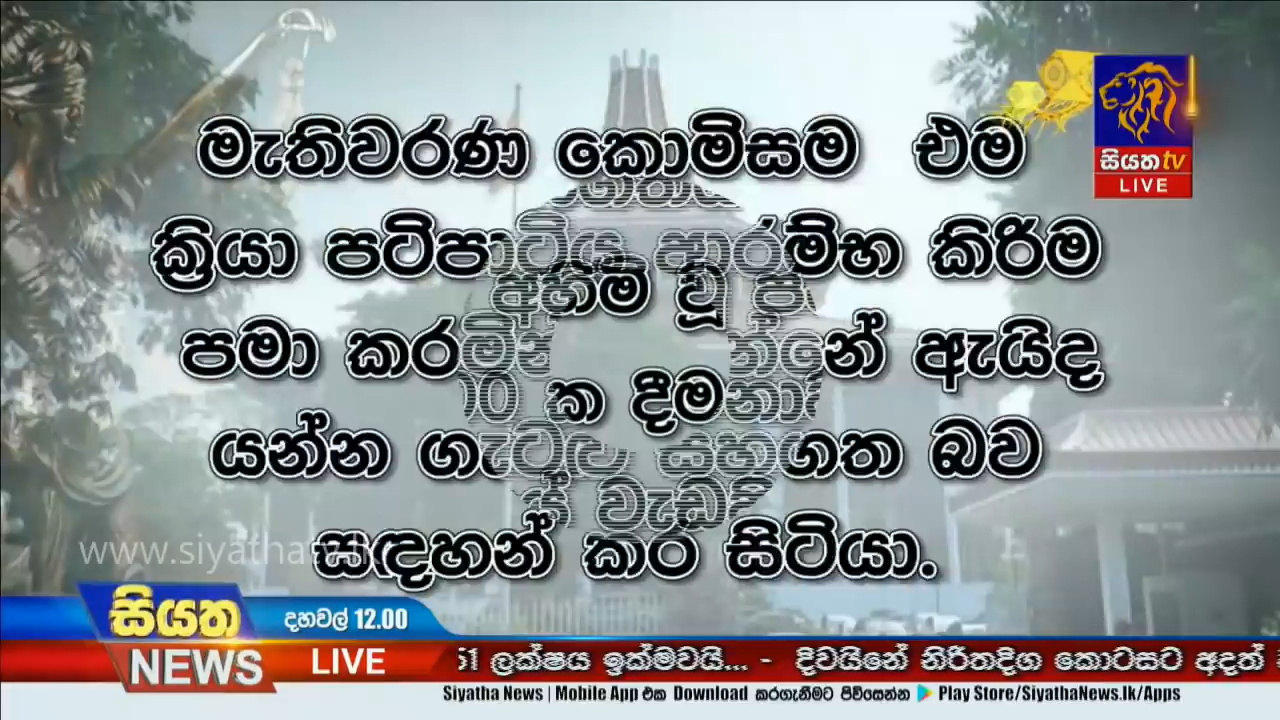 මැතිවරණ කොමිසම එම
ක්‍රියා පටිපාටිය ආරම්භ කිරීම
අහිමි වූ
පමා කරමින් ඇයිද
ක දීම
යන්න සහගත බව
සඳහන් කර සිටියා.
www.siyathatv.lk
සියත tv
LIVE
සියත
NEWS
දහවල් 12.00
LIVE
51 ලක්ෂය ඉක්මවයි... - දිවයිනේ නිරිතදිග කොටසට අදත්
Siyatha News | Mobile App එක Download කරගැනීමට පිවිසෙන්න Play Store/SiyathaNews.lk/Apps